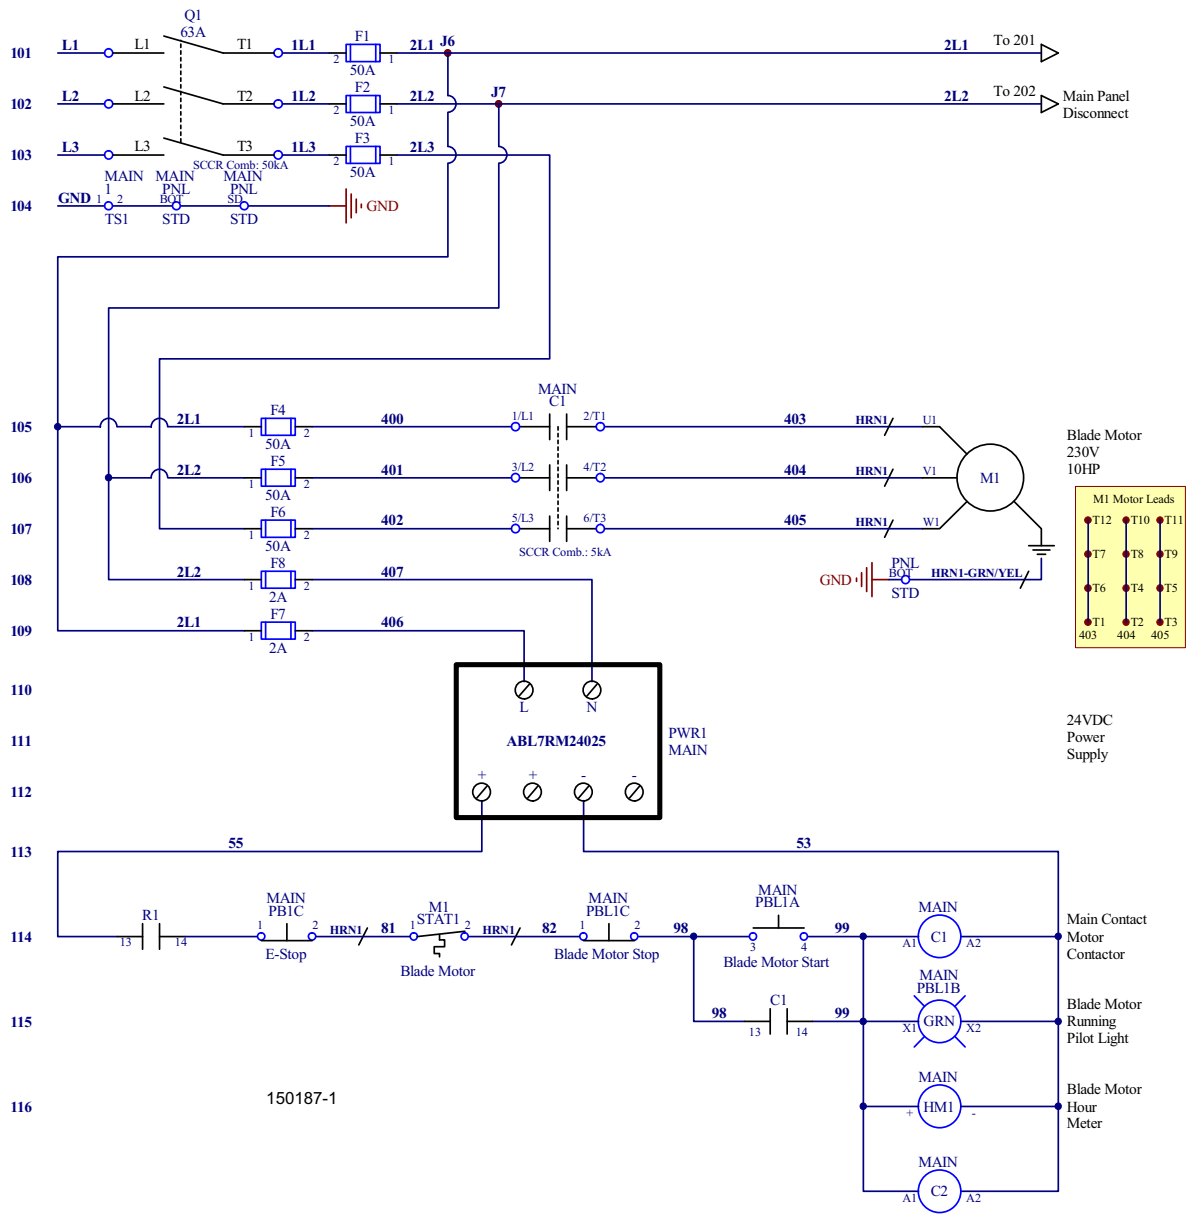 Q1
63A
101 L1 L1 T1 1L1 F1 2L1 J6 2L1 To 201
2 1
50A
102 L2 L2 T2 1L2 F2 2L2 J7 2L2 To 202 Main Panel
Disconnect
2 1
50A
103 L3 L3 T3 1L3 F3 2L3
SCCR Comb: 50kA
2 1
50A
MAIN MAIN MAIN
1 PNL PNL
104 GND 1 2 BOT SD GND
TS1 STD STD
MAIN
C1
105 2L1 F4 400 1/L1 2/T1 403 HRN1 U1
1 2
50A
Blade Motor
230V
10HP
106 2L2 F5 401 3/L2 4/T2 404 HRN1 V1 M1
1 2
50A
107 F6 402 5/L3 6/T3 405 HRN1 W1
1 2
50A
SCCR Comb.: 5kA
M1 Motor Leads
T12 T10 T11
T7 T8 T9
T6 T4 T5
T1 T2 T3
403 404 405
108 2L2 F8 407
1 2
2A
GND PNL
BOT
STD
HRN1-GRN/YEL
109 2L1 F7 406
1 2
2A
110
L N
111 ABL7RM24025 PWR1
MAIN
24VDC
Power
Supply
112 + + - -
113 55 53
114 R1
13 14
MAIN
PB1C
1 2
E-Stop
HRN1 81
M1
STAT1
1 2
Blade Motor
HRN1 82
MAIN
PBL1C
1 2
Blade Motor Stop
98
MAIN
PBL1A
3 4
Blade Motor Start
99
MAIN
A1 C1 A2
Main Contact
Motor
Contactor
115 98 C1 99
13 14
MAIN
PBL1B
X1 GRN X2
Blade Motor
Running
Pilot Light
116 150187-1
MAIN
+ HM1 -
Blade Motor
Hour
Meter
MAIN
A1 C2 A2